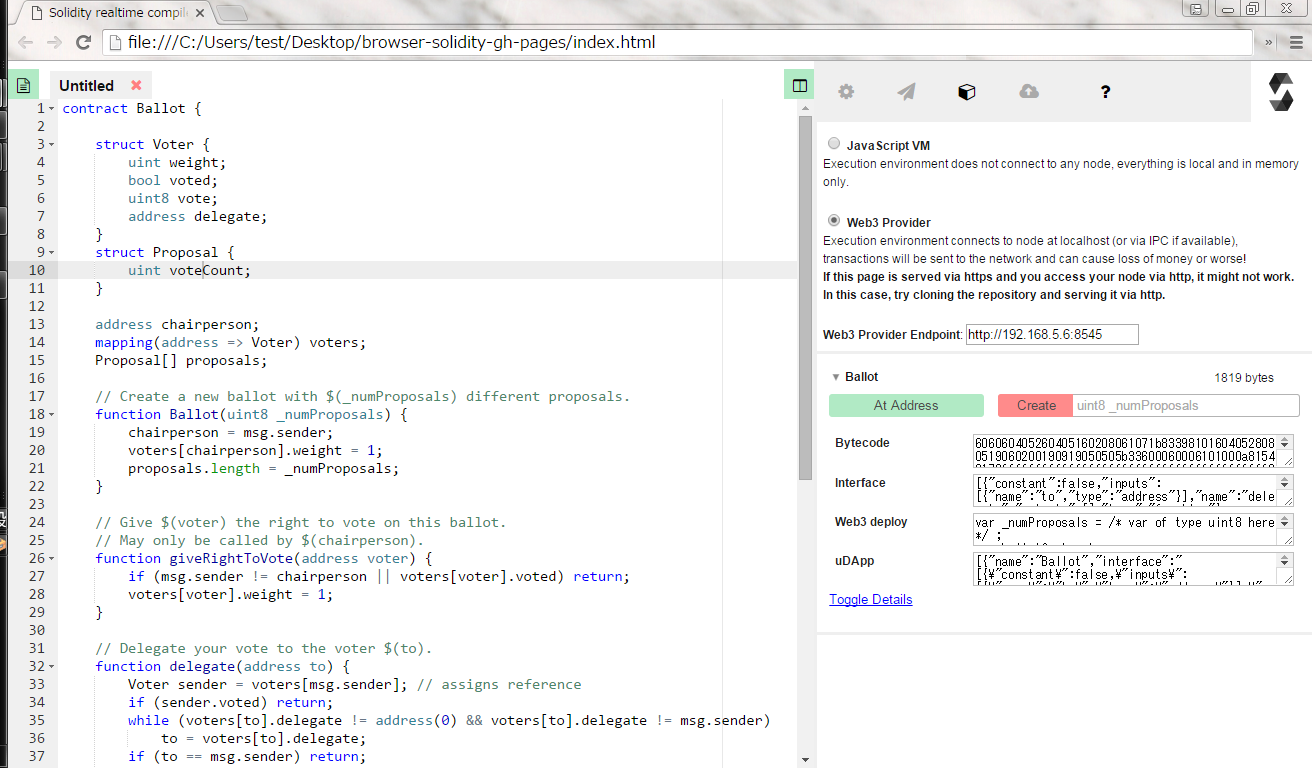 Solidity realtime compil
file:///C:/Users/test/Desktop/browser-solidity-gh-pages/index.html
»
Untitled
1 contract Ballot {
2
3 struct Voter {
4 uint weight;
5 bool voted;
6 uint8 vote;
7 address delegate;
8 }
9 struct Proposal {
10 uint voteCount;
11 }
12
13 address chairperson;
14 mapping(address => Voter) voters;
15 Proposal[] proposals;
16
17 // Create a new ballot with $(_numProposals) different proposals.
18 function Ballot(uint8 _numProposals) {
19 chairperson = msg.sender;
20 voters[chairperson].weight = 1;
21 proposals.length = _numProposals;
22 }
23
24 // Give $(voter) the right to vote on this ballot.
25 // May only be called by $(chairperson).
26 function giveRightToVote(address voter) {
27 if (msg.sender != chairperson || voters[voter].voted) return;
28 voters[voter].weight = 1;
29 }
30
31 // Delegate your vote to the voter $(to).
32 function delegate(address to) {
33 Voter sender = voters[msg.sender]; // assigns reference
34 if (sender.voted) return;
35 while (voters[to].delegate != address(0) && voters[to].delegate != msg.sender)
36 to = voters[to].delegate;
37 if (to == msg.sender) return;
?
JavaScript VM
Execution environment does not connect to any node, everything is local and in memory
only.
Web3 Provider
Execution environment connects to node at localhost (or via IPC if available),
transactions will be sent to the network and can cause loss of money or worse!
If this page is served via https and you access your node via http, it might not work.
In this case, try cloning the repository and serving it via http.
Web3 Provider Endpoint: http://192.168.5.6:8545
Ballot 1819 bytes
At Address Create uint8 _numProposals
Bytecode 606060405260405160208061071b83398101604052808
051906020019091905050 5b33600060006101000a8154
Interface [{"constant":false,"inputs":
[{"name":"to","type":"address"}],"name":"dele
Web3 deploy var _numProposals = /* var of type uint8 here
*/ ;
uDApp [{"name":"Ballot","interface":"
[{¥"constant¥":false,¥"inputs¥":
Toggle Details